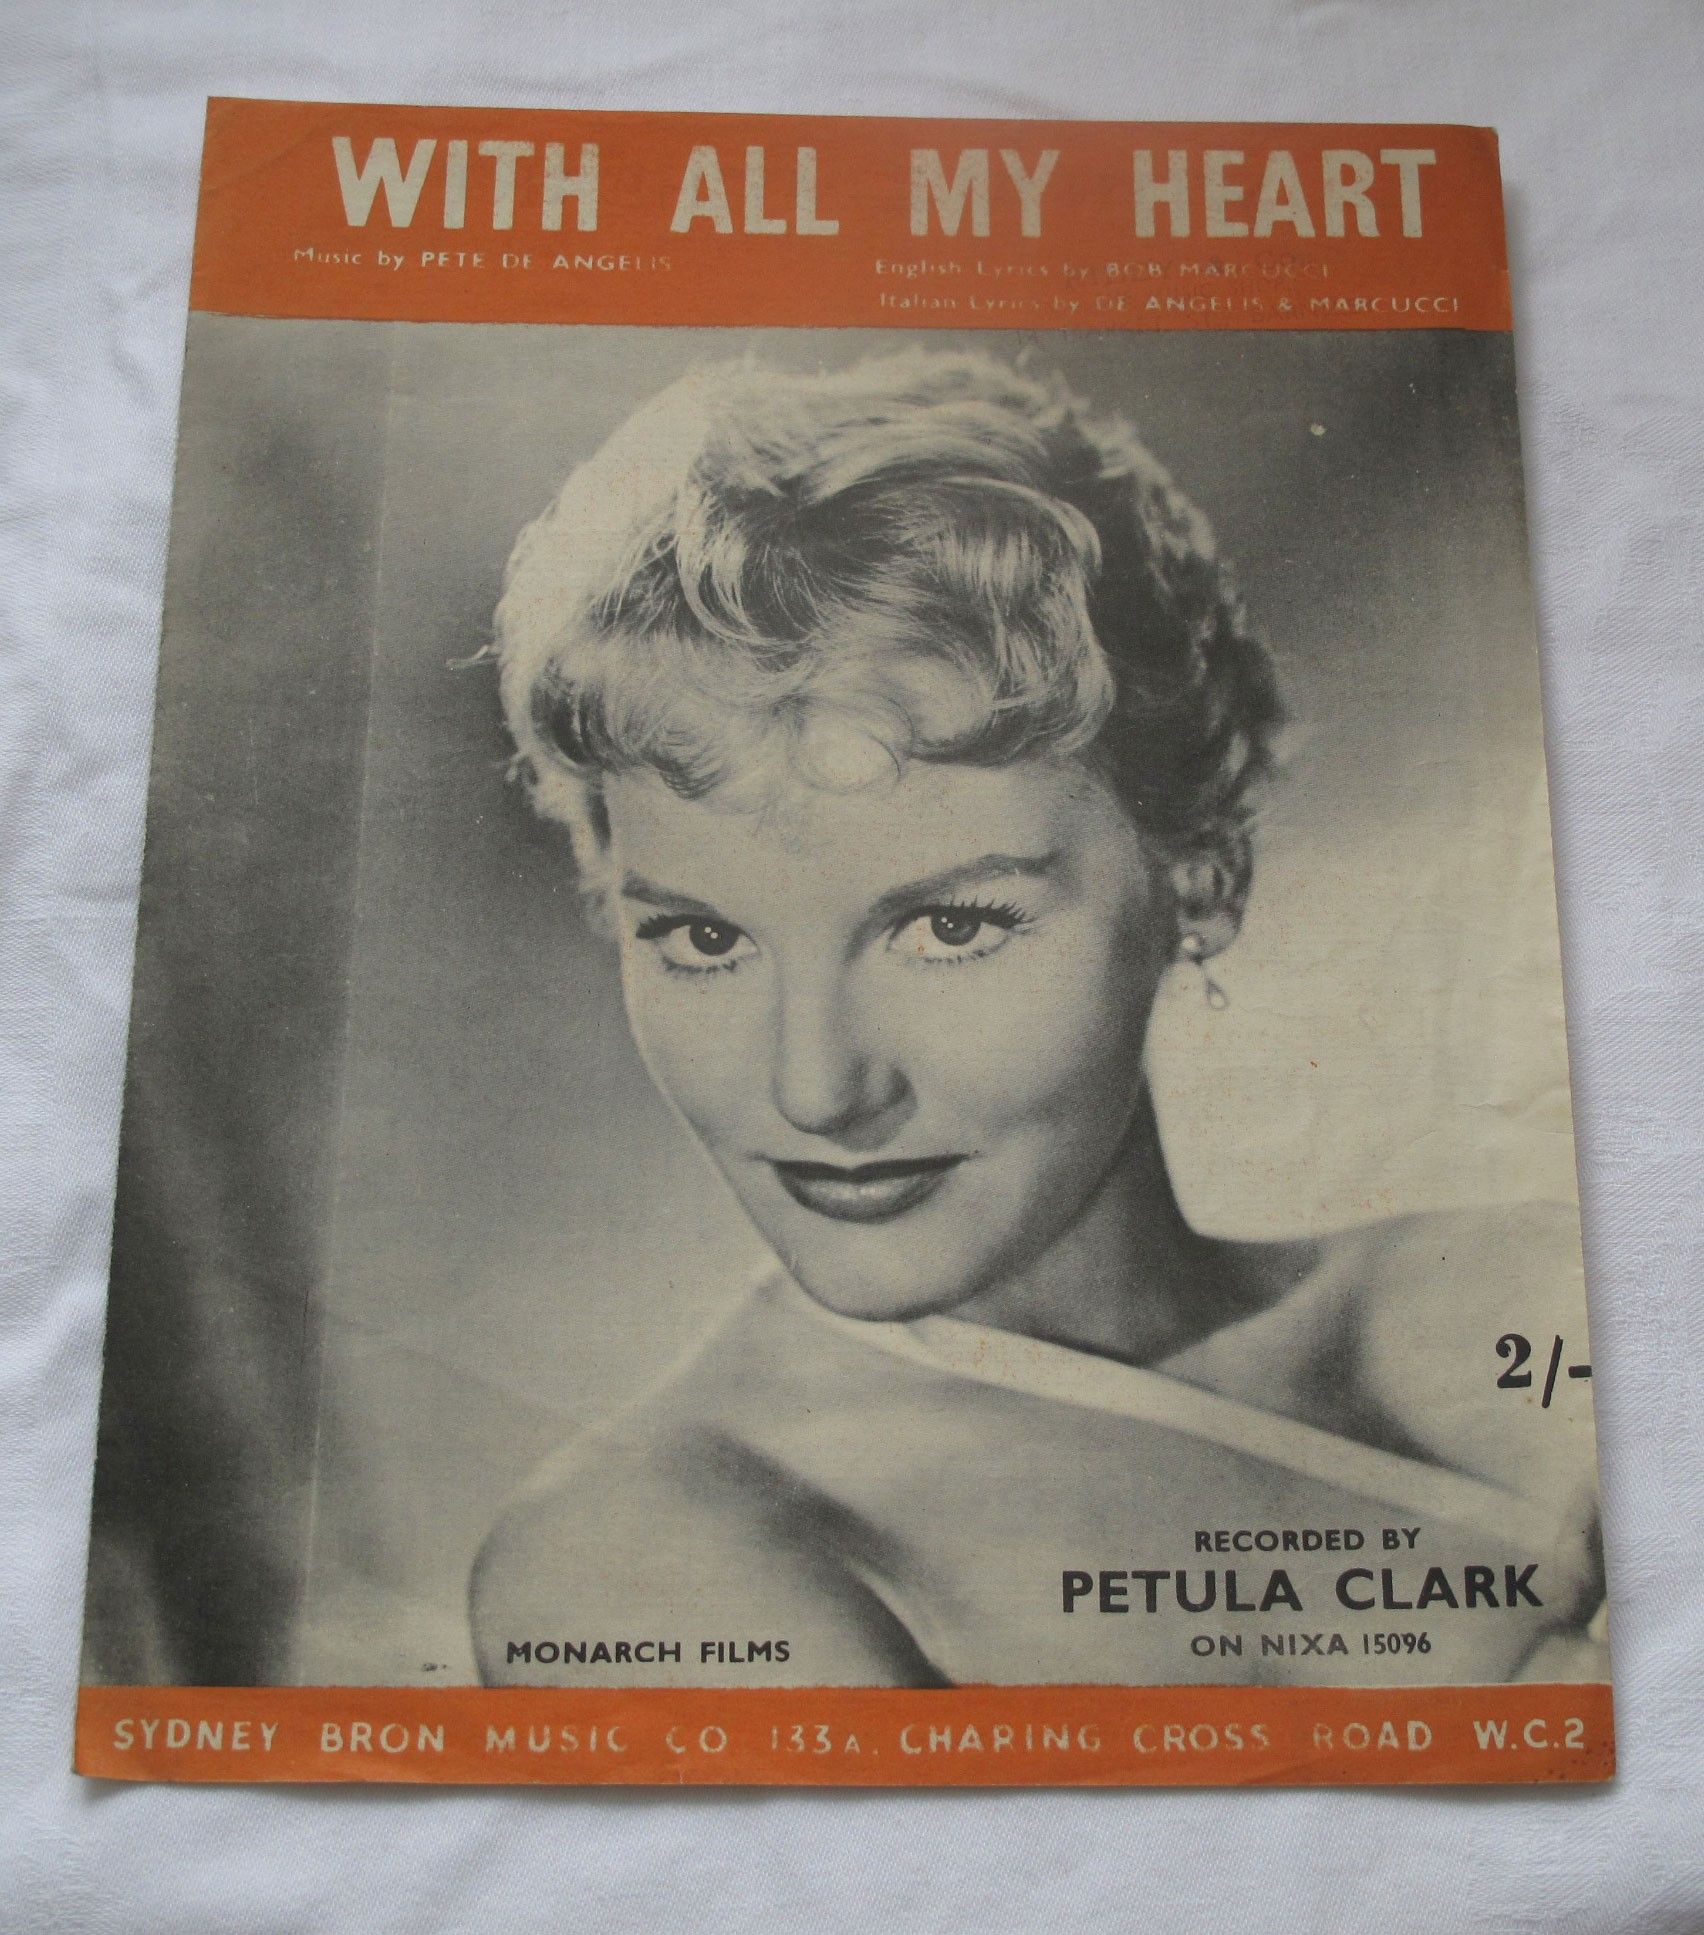 WITH ALL MY HEART
Music by PETE DE ANGELIS
English Lyrics by BOB MARCUCCI
Italian Lyrics by DE ANGELIS & MARCUCCI
2/-
RECORDED BY
PETULA CLARK
ON NIXA 15096
MONARCH FILMS
SYDNEY BRON MUSIC CO 133A. CHARING CROSS ROAD W.C.2